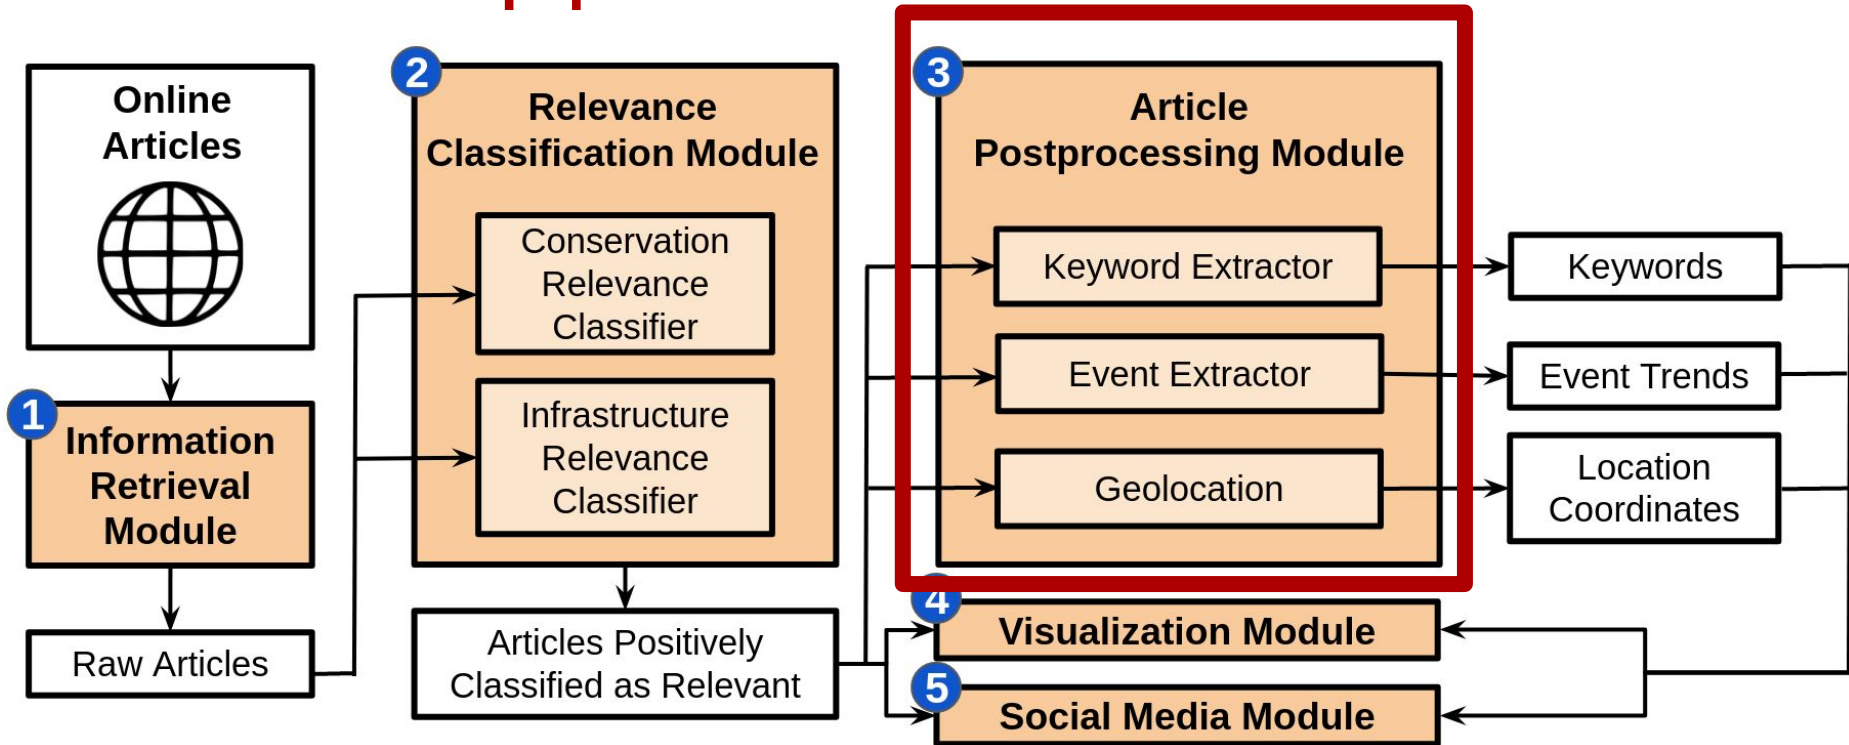 Online
Articles
1
Information
Retrieval
Module
Raw Articles
2
Relevance
Classification Module
Conservation
Relevance
Classifier
Infrastructure
Relevance
Classifier
Articles Positively
Classified as Relevant
3
Article
Postprocessing Module
Keyword Extractor
Event Extractor
Geolocation
Keywords
Event Trends
Location
Coordinates
4
Visualization Module
5
Social Media Module